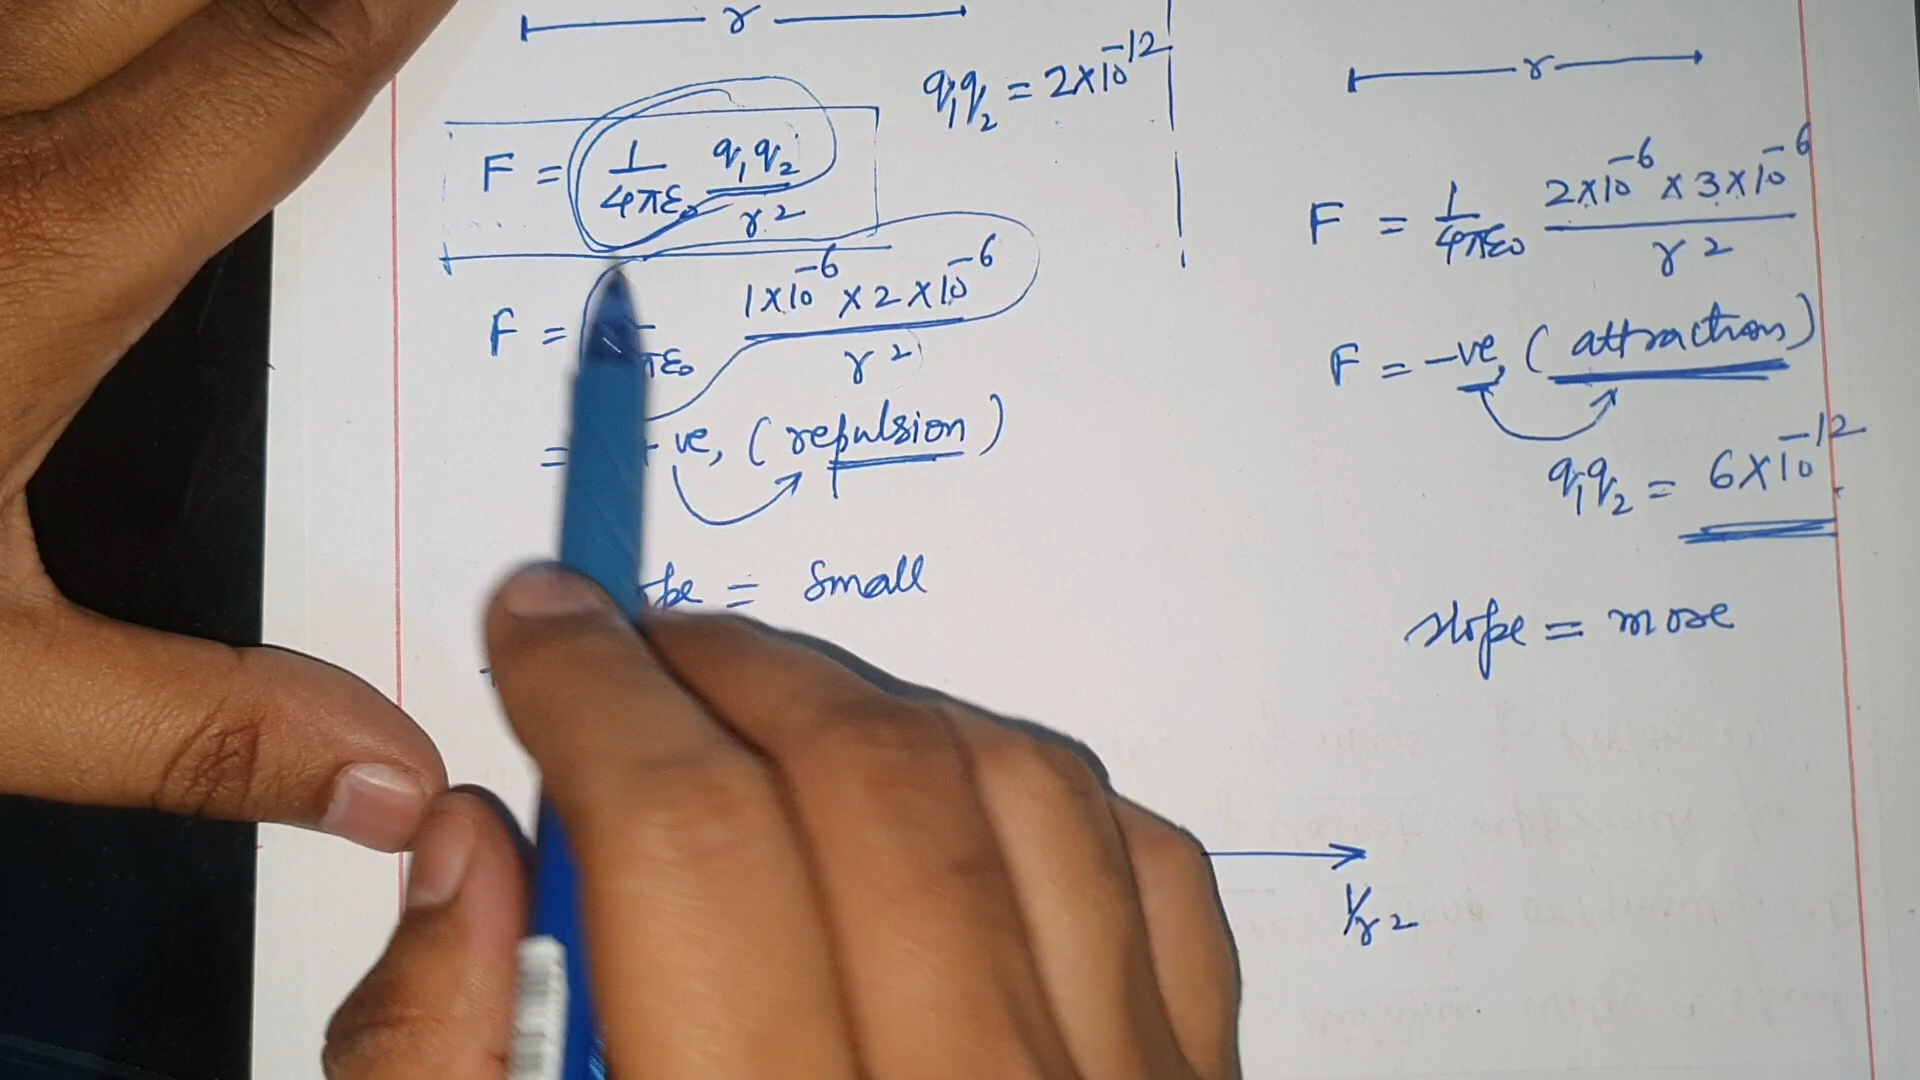 r
q₁q₂ = 2×10⁻¹²
F = 1/4πε₀ q₁q₂/r²
F = 1×10⁻⁶ × 2×10⁻⁶/r²
= +ve, (repulsion)
= small
r
F = 1/4πε₀ 2×10⁻⁶ × 3×10⁻⁶/r²
F = -ve, (attraction)
q₁q₂ = 6×10⁻¹²
slope = more
1/r²